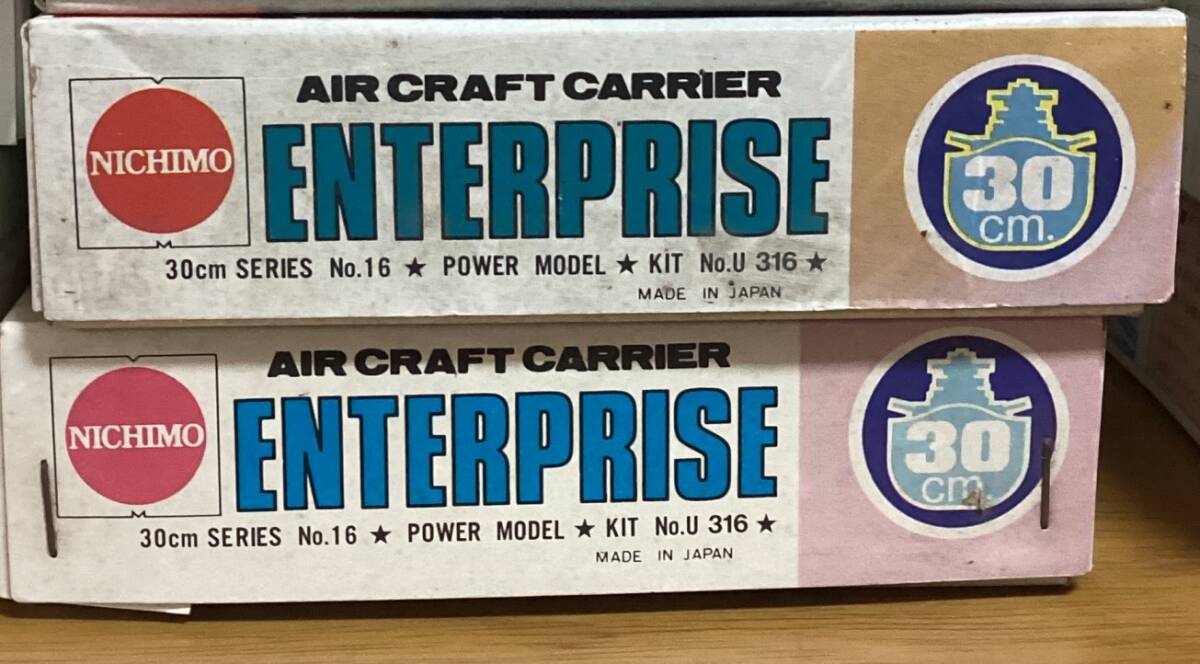 NICHIMO
AIR CRAFT CARRIER
ENTERPRISE
30cm SERIES No.16 ★ POWER MODEL ★ KIT No.U 316 ★
MADE IN JAPAN
30
cm.
NICHIMO
AIR CRAFT CARRIER
ENTERPRISE
30cm SERIES No.16 ★ POWER MODEL ★ KIT No.U 316 ★
MADE IN JAPAN
30
cm.